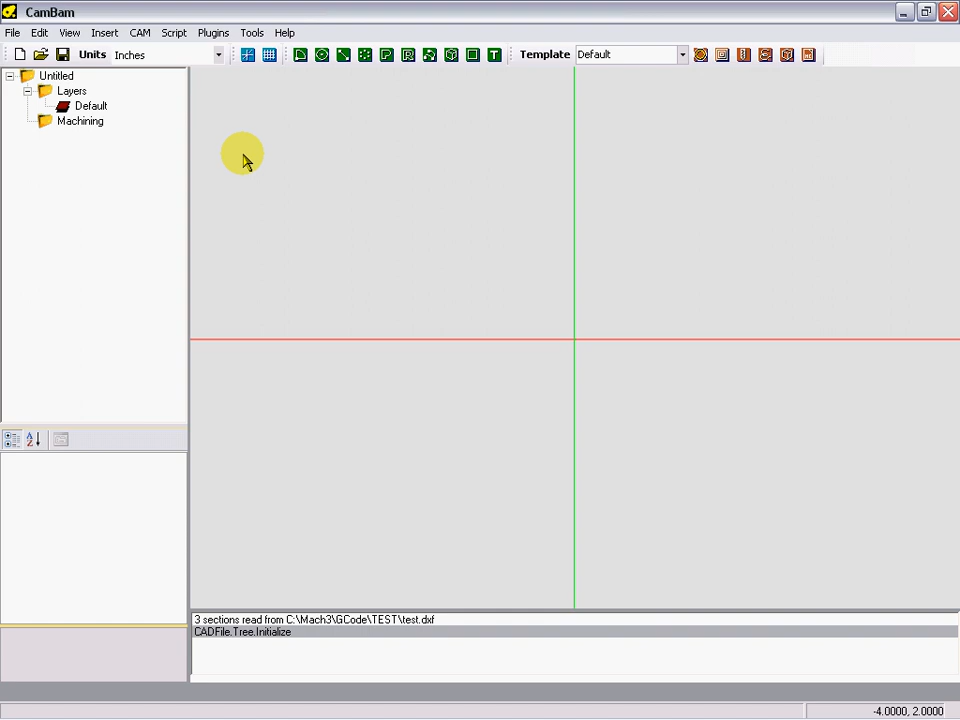 CamBam
File Edit View Insert CAM Script Plugins Tools Help
Units Inches Template Default
Untitled
Layers
Default
Machining
3 sections read from C:\Mach3\GCode\TEST\test.dxf
CADFile.Tree.Initialize
-4.0000, 2.0000